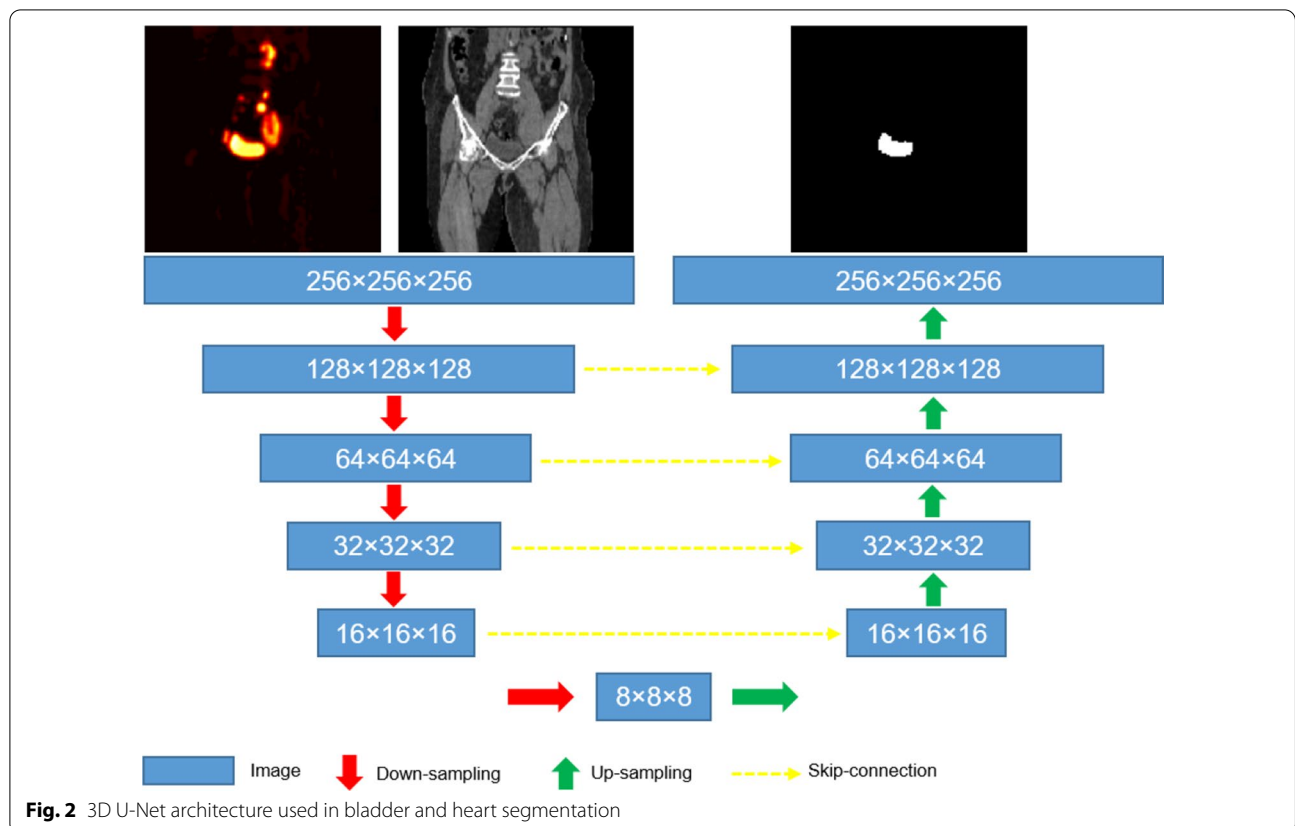 256×256×256
256×256×256
128×128×128
128×128×128
64×64×64
64×64×64
32×32×32
32×32×32
16×16×16
16×16×16
8×8×8
Image
Down-sampling
Up-sampling
Skip-connection
Fig. 2 3D U-Net architecture used in bladder and heart segmentation